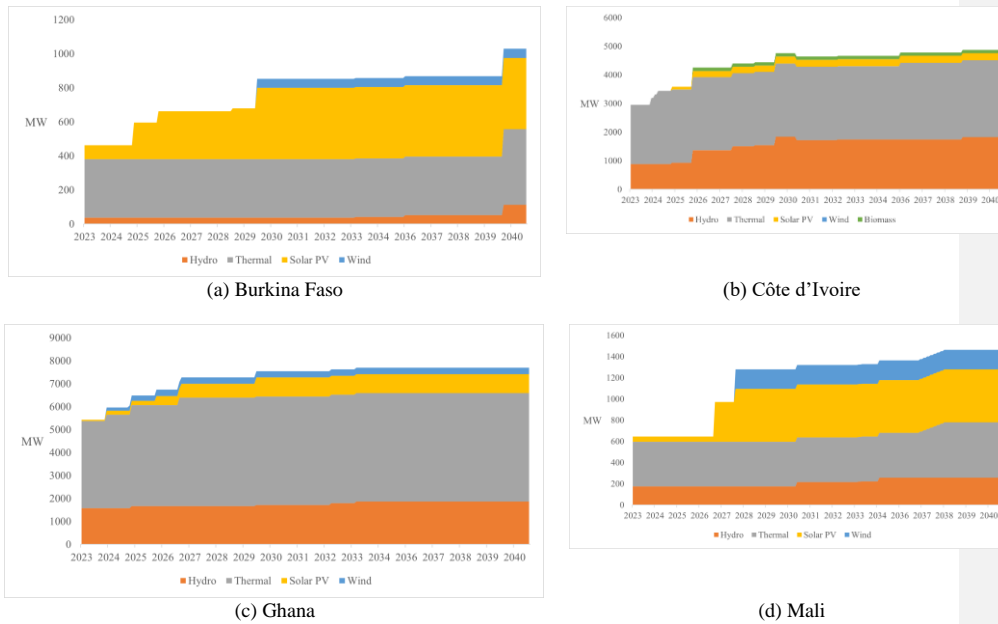 1200
1000
800
MW
600
400
200
0
2023 2024 2025 2026 2027 2028 2029 2030 2031 2032 2033 2034 2036 2037 2039 2040
Hydro Thermal Solar PV Wind
(a) Burkina Faso
6000
5000
4000
MW
3000
2000
1000
0
2023 2024 2025 2026 2027 2028 2029 2030 2031 2032 2033 2034 2036 2037 2039 2040
Hydro Thermal Solar PV Wind Biomass
(b) Côte d’Ivoire
9000
8000
7000
6000
5000
MW
4000
3000
2000
1000
0
2023 2024 2025 2026 2027 2028 2029 2030 2031 2032 2033 2034 2036 2037 2039 2040
Hydro Thermal Solar PV Wind
(c) Ghana
1600
1400
1200
1000
MW
800
600
400
200
0
2023 2024 2025 2026 2027 2028 2029 2030 2031 2032 2033 2034 2036 2037 2038 2039 2040
Hydro Thermal Solar PV Wind
(d) Mali